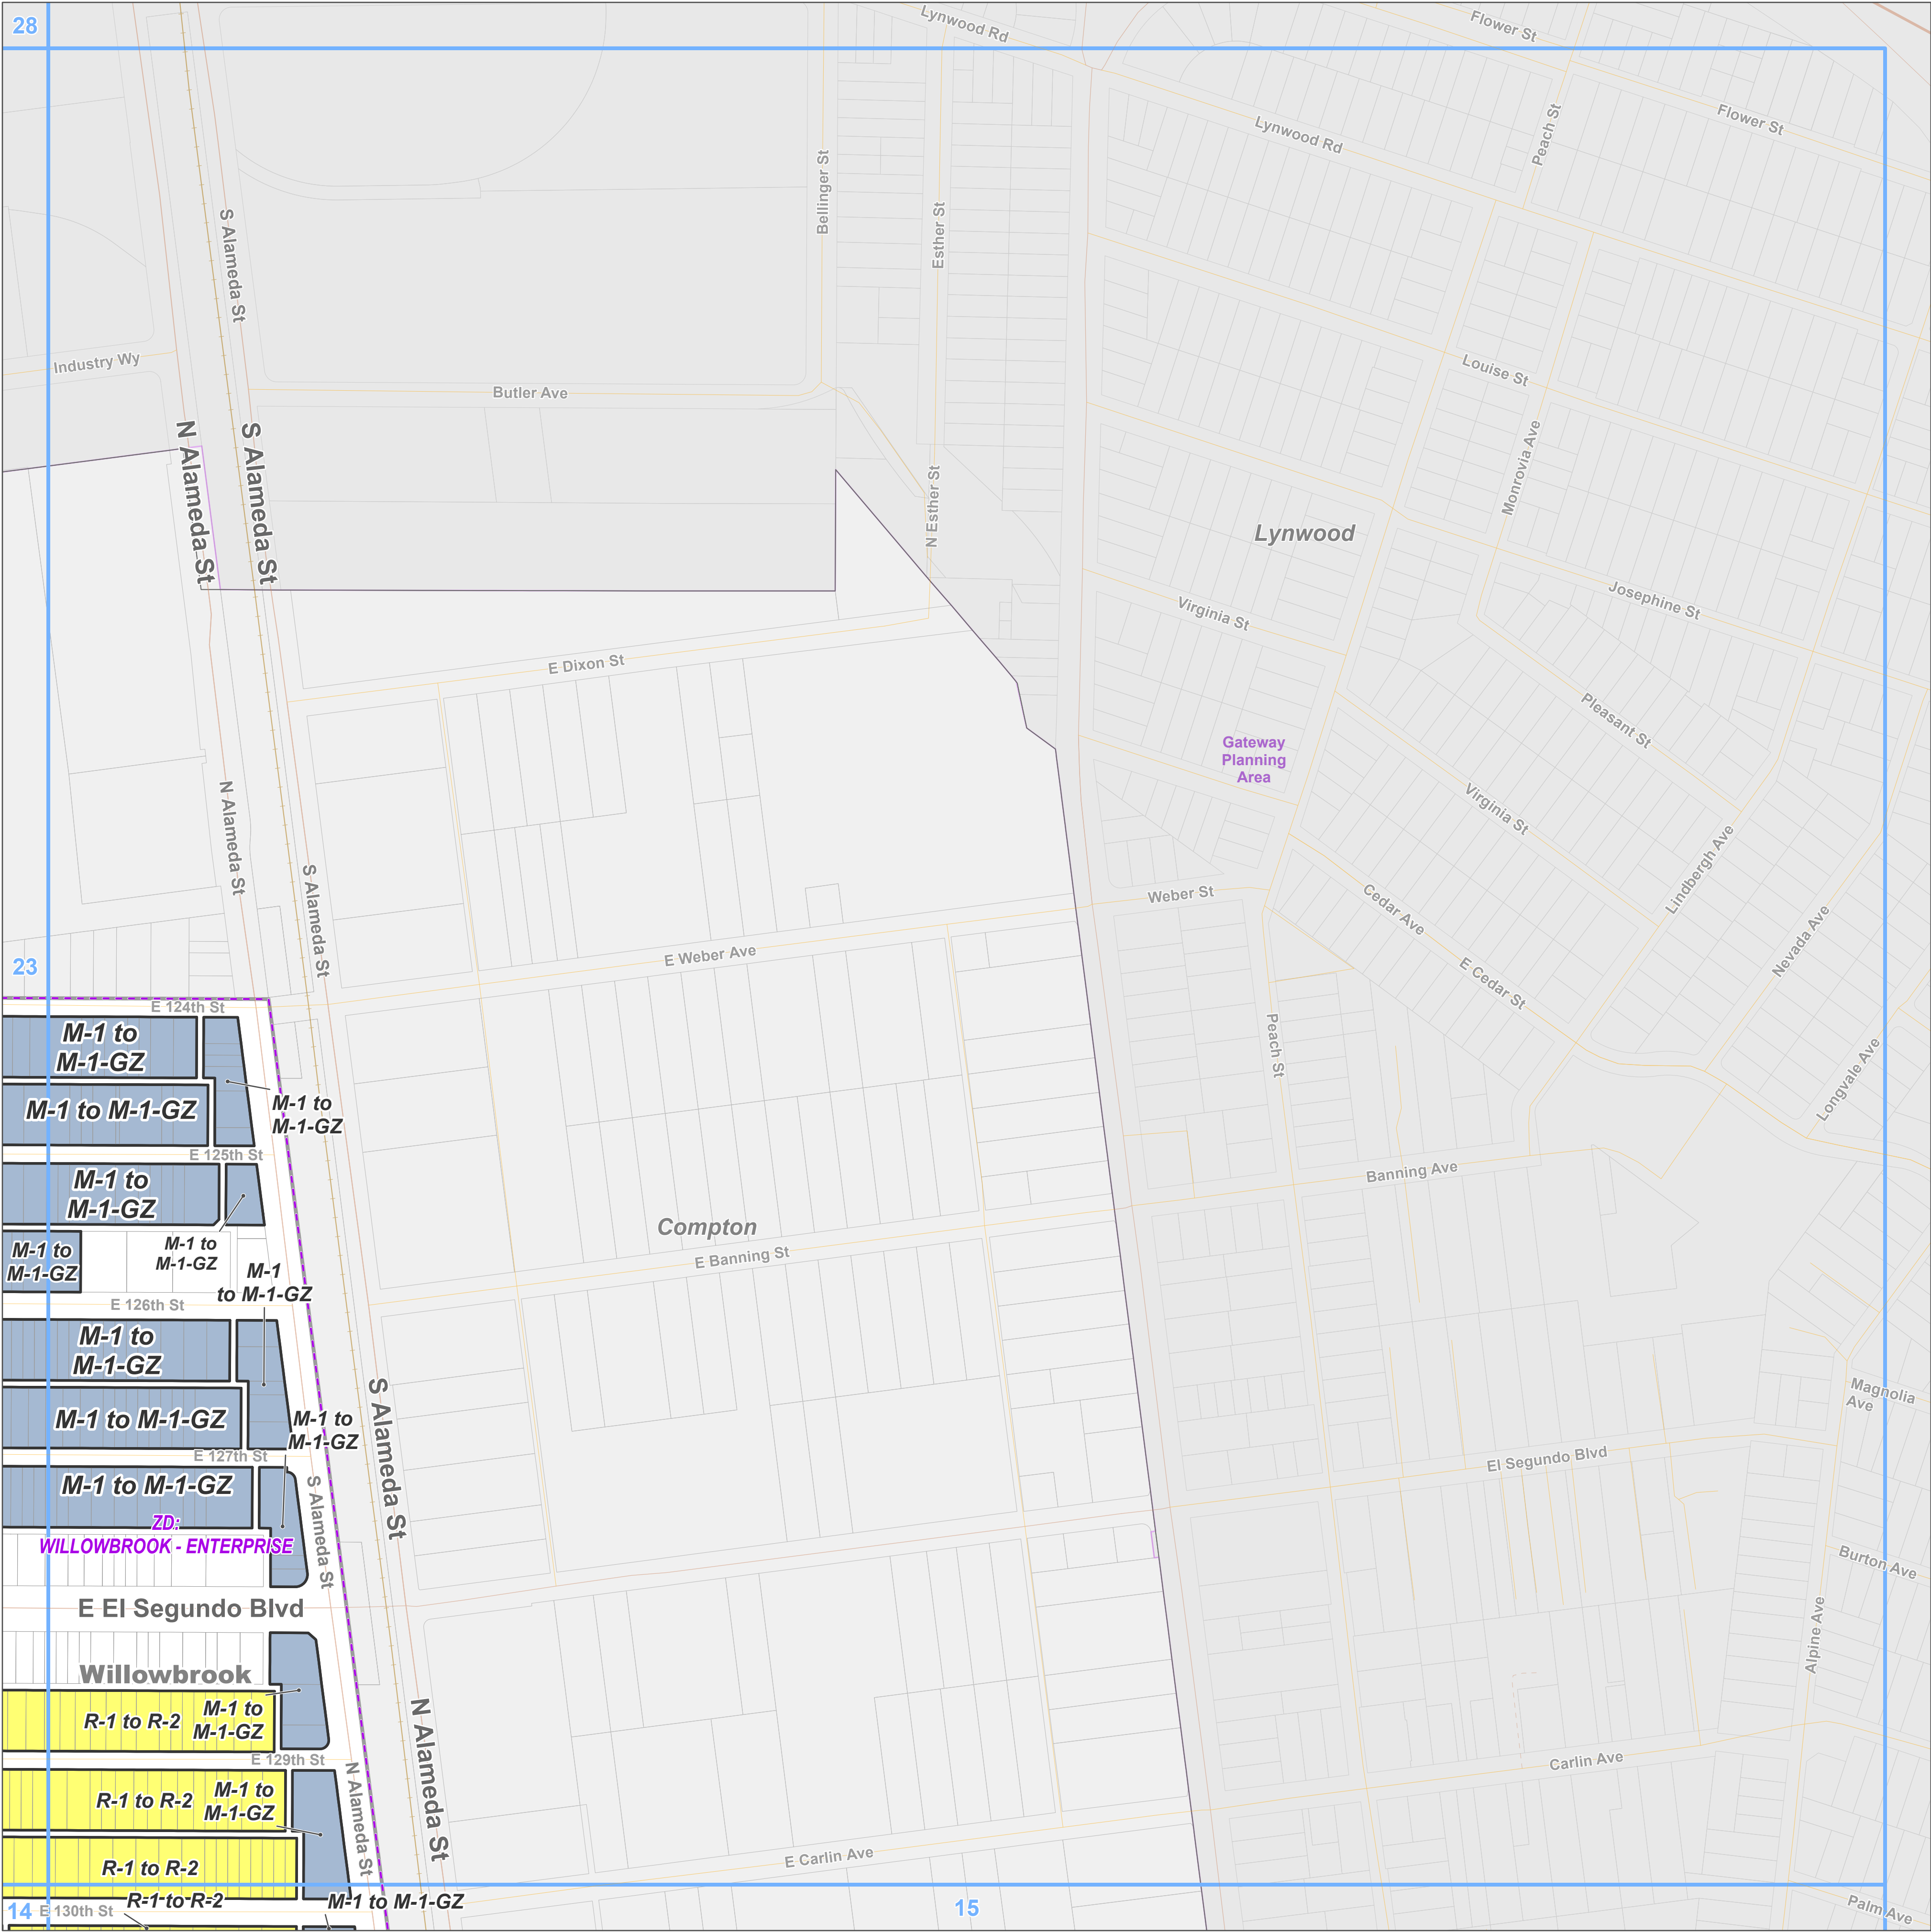 28
Lynwood Rd
Flower St
Flower St
Lynwood Rd
Peach St
Bellinger St
Esther St
S Alameda St
Industry Wy
Butler Ave
Louise St
Monrovia Ave
N Alameda St
S Alameda St
N Esther St
Lynwood
Virginia St
Josephine St
E Dixon St
Pleasant St
Gateway
Planning
Area
Virginia St
N Alameda St
S Alameda St
Lindbergh Ave
Weber St
Cedar Ave
E Weber Ave
Nevada Ave
23
E Cedar St
E 124th St
Peach St
Longvale Ave
M-1 to
M-1-GZ
M-1 to M-1-GZ
M-1 to
M-1-GZ
E 125th St
Banning Ave
M-1 to
M-1-GZ
Compton
M-1 to
M-1-GZ
M-1 to
M-1-GZ
E Banning St
M-1
to M-1-GZ
E 126th St
M-1 to
M-1-GZ
S Alameda St
Magnolia
Ave
M-1 to M-1-GZ
M-1 to
M-1-GZ
E 127th St
El Segundo Blvd
M-1 to M-1-GZ
S Alameda St
ZD:
WILLOWBROOK - ENTERPRISE
Burton Ave
E El Segundo Blvd
Alpine Ave
Willowbrook
R-1 to R-2
M-1 to
M-1-GZ
N Alameda St
E 129th St
Carlin Ave
N Alameda St
R-1 to R-2
M-1 to
M-1-GZ
E Carlin Ave
R-1 to R-2
R-1 to R-2
M-1 to M-1-GZ
14
E 130th St
15
Palm Ave